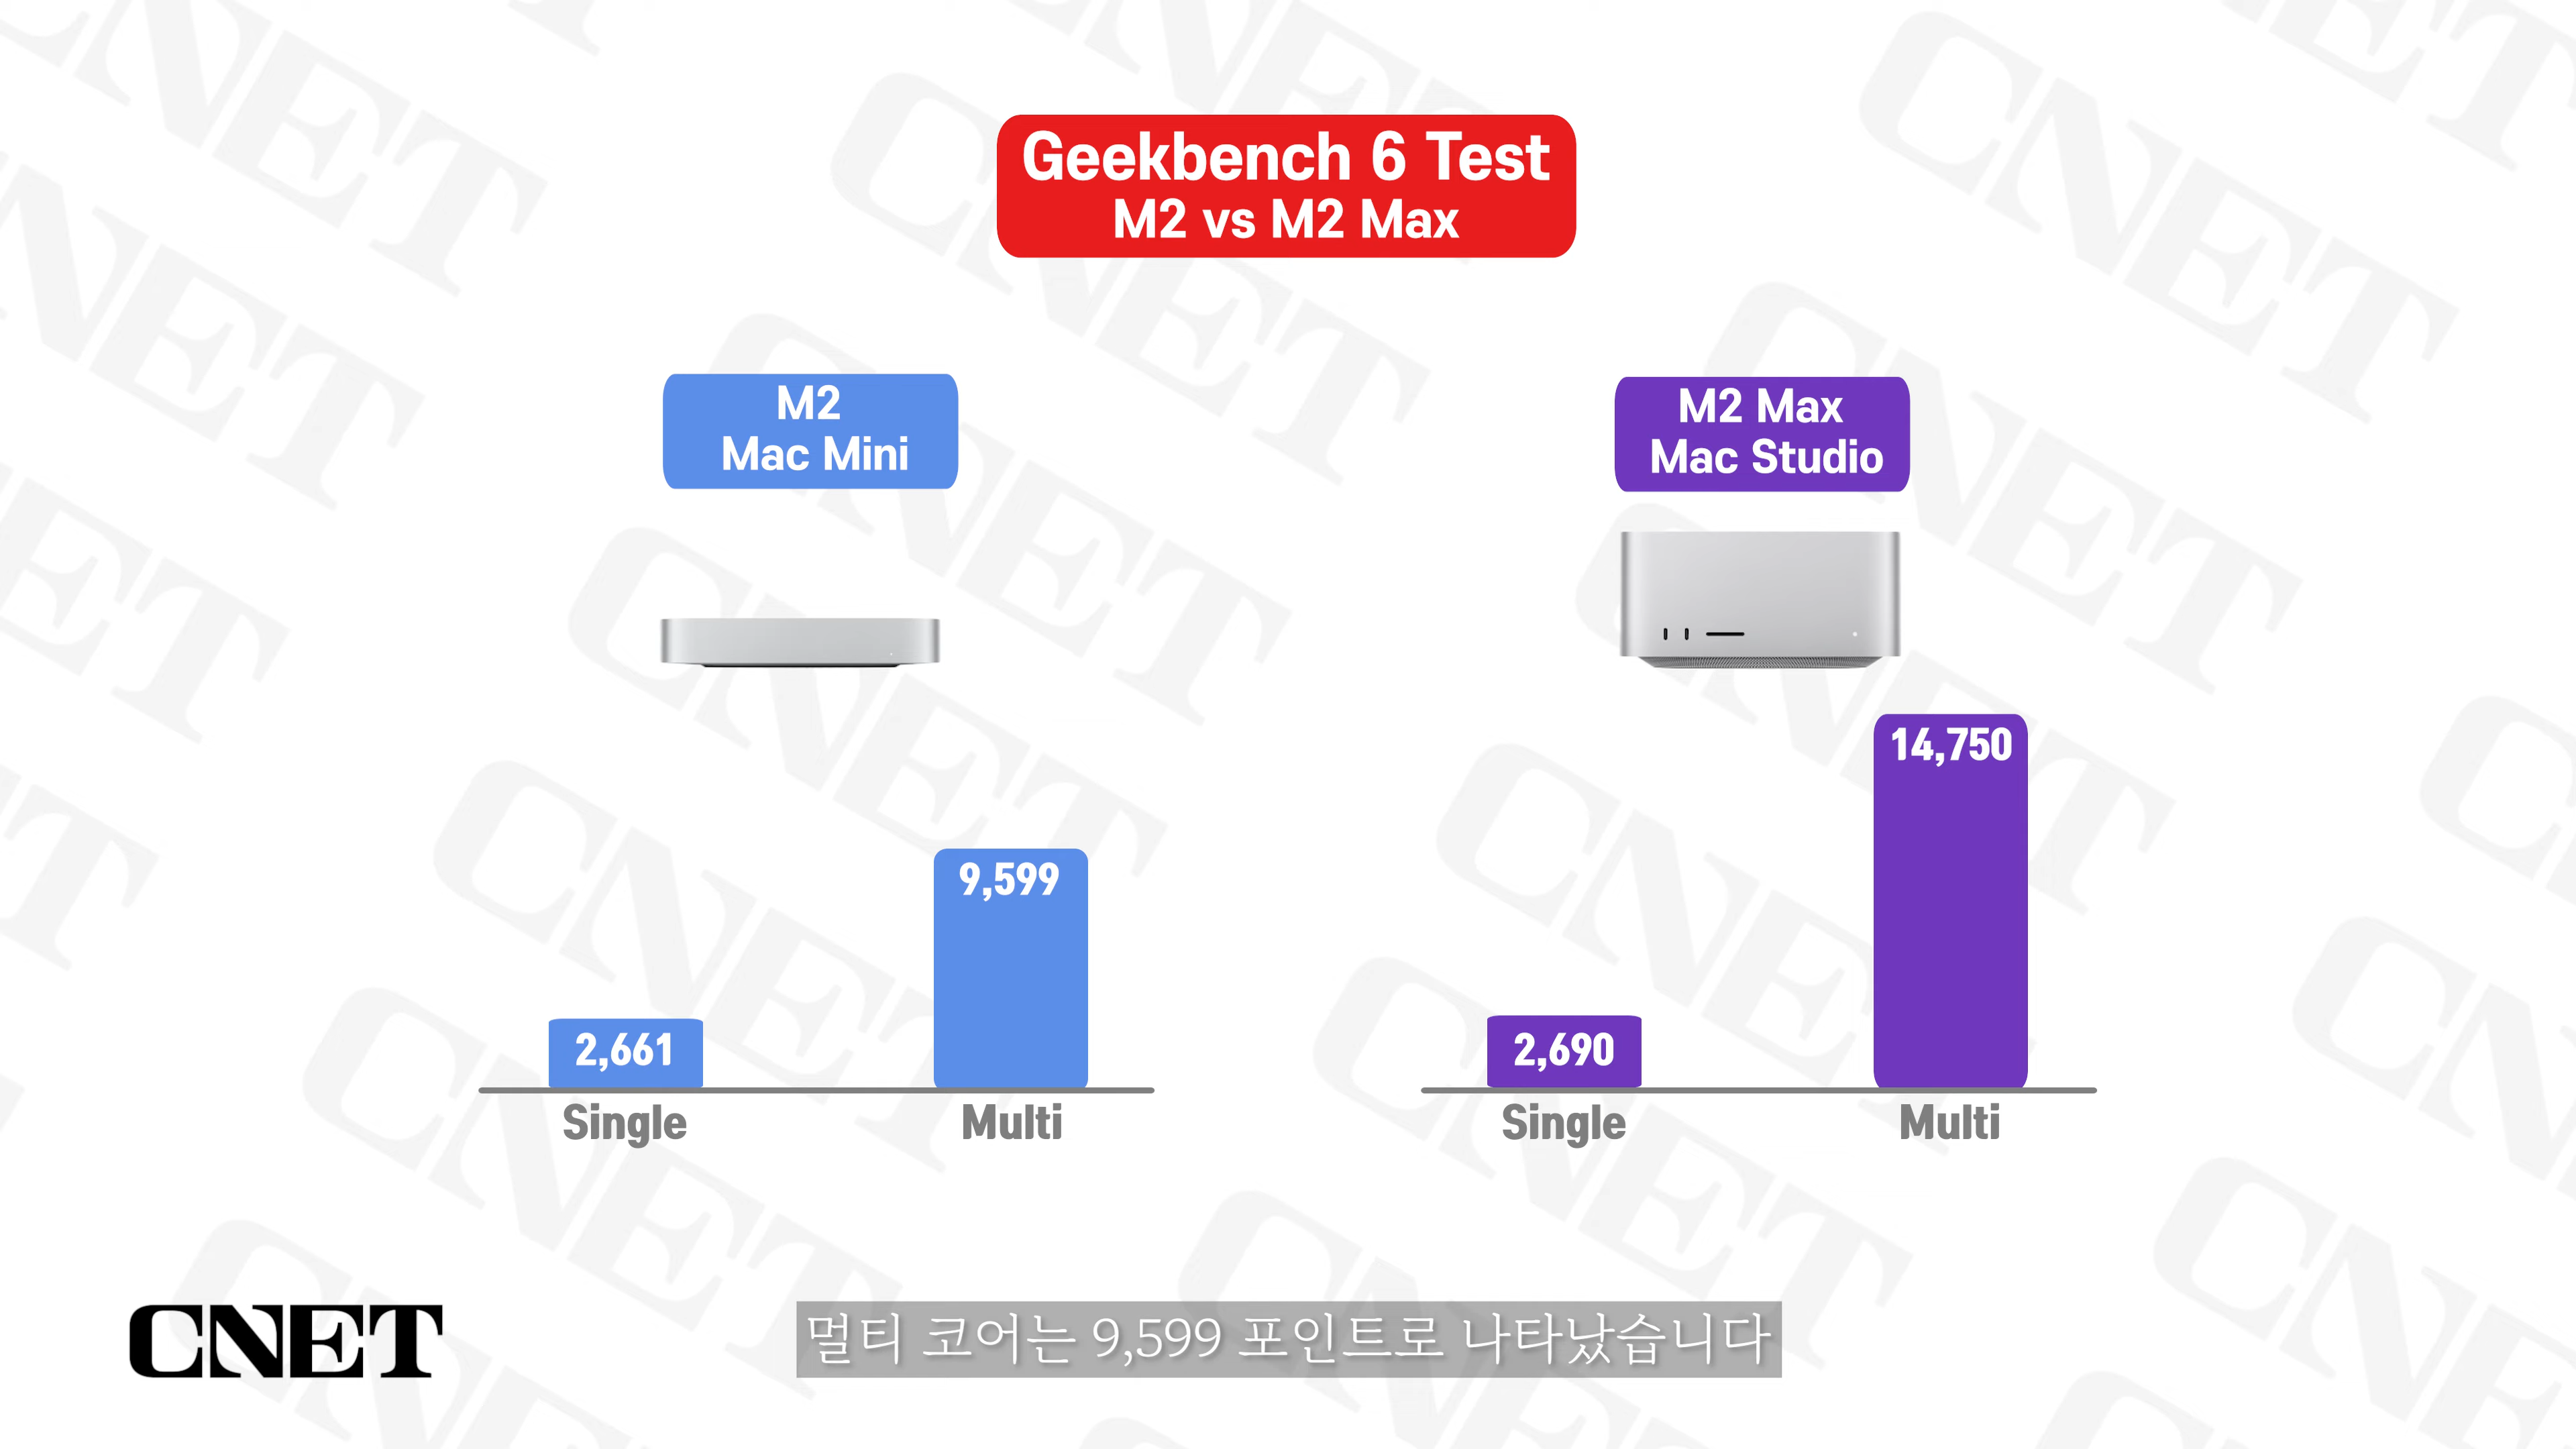 Geekbench 6 Test
M2 vs M2 Max
M2
Mac Mini
M2 Max
Mac Studio
14,750
9,599
2,661
2,690
Single
Multi
Single
Multi
CNET
멀티 코어는 9,599 포인트로 나타났습니다